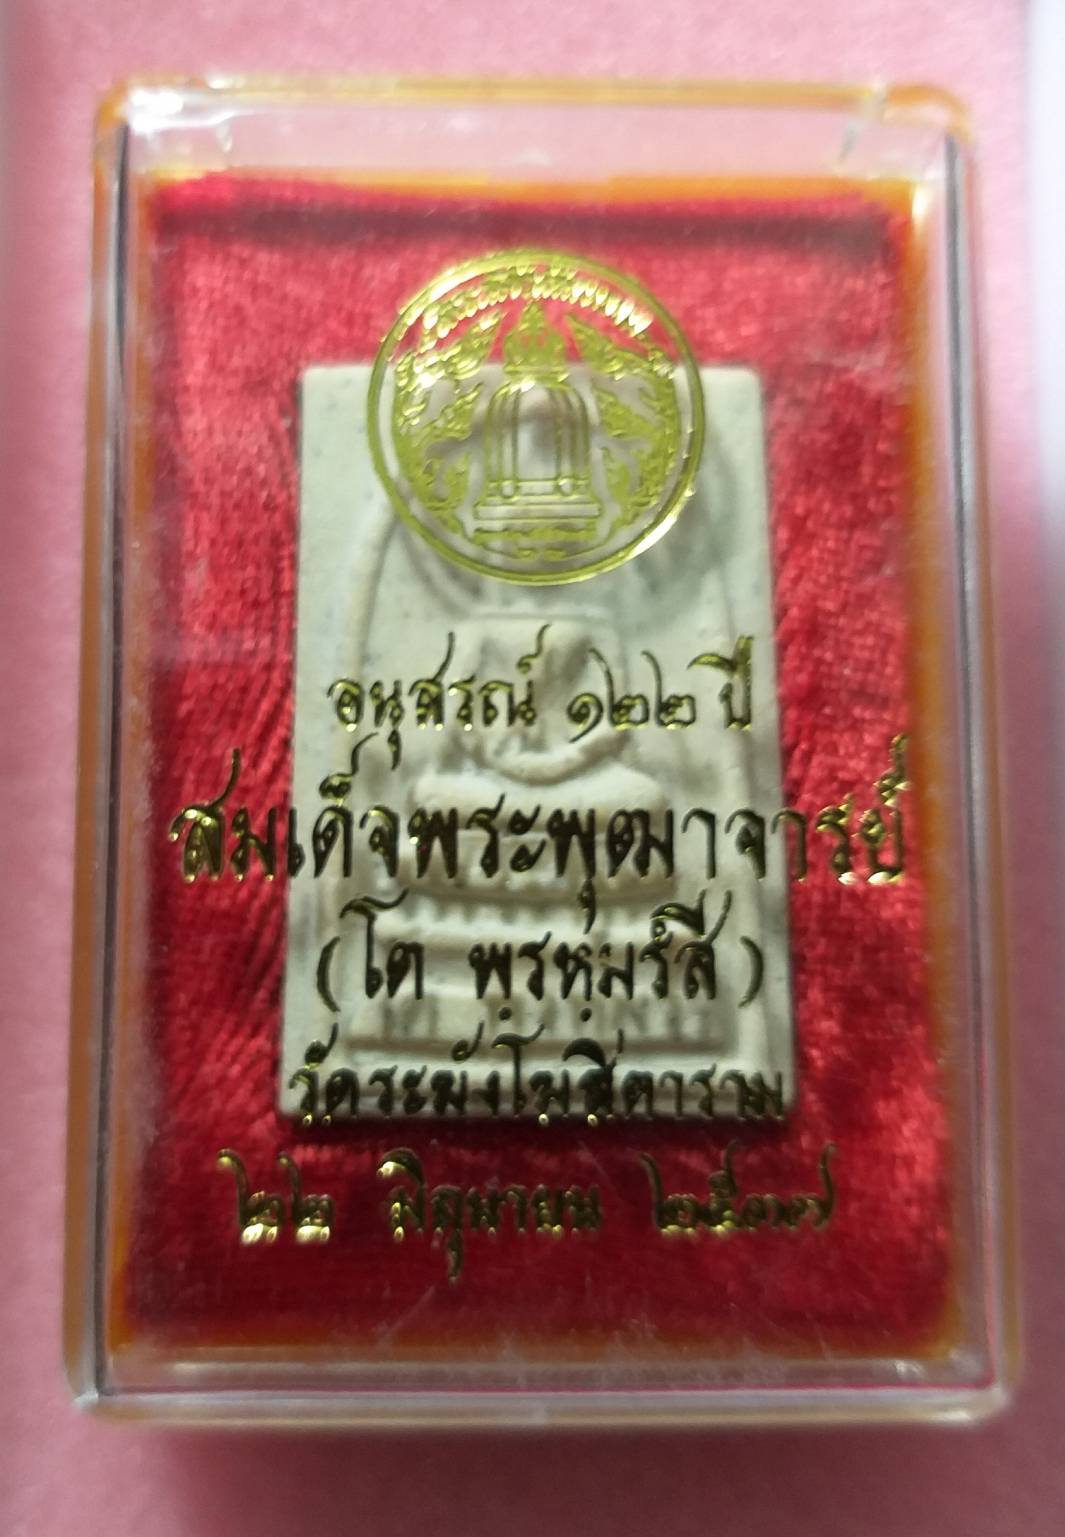 อนุสรณ์ ๑๒๒ ปี
สมเด็จพระพุฒาจารย์
(โต พฺรหฺมรํสี)
วัดระฆังโฆสิตาราม
๒๒ มิถุนายน ๒๕๓๗